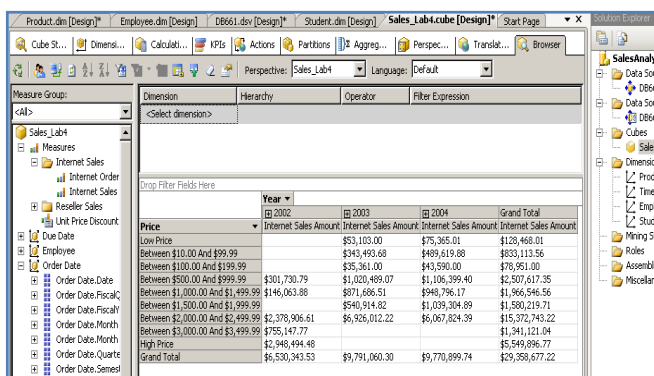 Product.dim [Design]* Employee.dim [Design] DB661.dsv [Design]* Student.dim [Design] Sales_Lab4.cube [Design]* Start Page Solution Explorer
Cube St... Dimensi... Calculati... KPIs Actions Partitions Aggreg... Perspec... Translat... Browser
Perspective: Sales_Lab4 Language: Default
SalesAnaly
Measure Group:
<All>
Dimension Hierarchy Operator Filter Expression
<Select dimension>
Sales_Lab4
Measures
Internet Sales
Internet Order
Internet Sales
Reseller Sales
Unit Price Discount
Due Date
Employee
Order Date
Order Date.Date
Order Date.FiscalQ
Order Date.FiscalY
Order Date.Month
Order Date.Month
Order Date.Quarte
Order Date.Semest
Drop Filter Fields Here
Year
2002 2003 2004 Grand Total
Price Internet Sales Amount Internet Sales Amount Internet Sales Amount Internet Sales Amount
Low Price $53,103.00 $75,365.01 $128,468.01
Between $10.00 And $99.99 $343,493.68 $489,619.88 $833,113.56
Between $100.00 And $199.99 $35,361.00 $43,590.00 $78,951.00
Between $500.00 And $999.99 $301,730.79 $1,020,489.07 $1,106,399.40 $2,507,617.35
Between $1,000.00 And $1,499.99 $146,063.88 $871,686.51 $948,796.17 $1,966,546.56
Between $1,500.00 And $1,999.99 $540,914.82 $1,039,304.89 $1,580,219.71
Between $2,000.00 And $2,499.99 $2,378,906.61 $6,926,012.22 $6,067,824.39 $15,372,743.22
Between $3,000.00 And $3,499.99 $755,147.77 $1,341,121.04
High Price $2,948,494.48 $5,549,896.77
Grand Total $6,530,343.53 $9,791,060.30 $9,770,899.74 $29,358,677.22
Data Sou
DB66
Data Sou
DB66
Cubes
Sale
Dimensio
Prod
Time
Empl
Stud
Mining S
Roles
Assembl
Miscellar